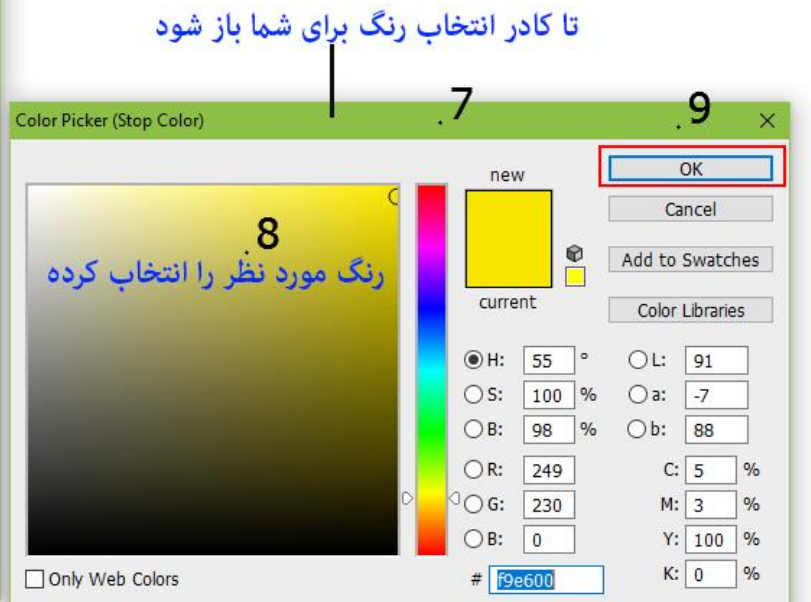 تا کادر انتخاب رنگ برای شما باز شود
7.
9.
Color Picker (Stop Color)
new
OK
Cancel
8.
رنگ مورد نظر را انتخاب کرده
Add to Swatches
current
Color Libraries
H: 55 °
L: 91
S: 100 %
a: -7
B: 98 %
b: 88
R: 249
C: 5 %
G: 230
M: 3 %
B: 0
Y: 100 %
Only Web Colors
# f9e600
K: 0 %